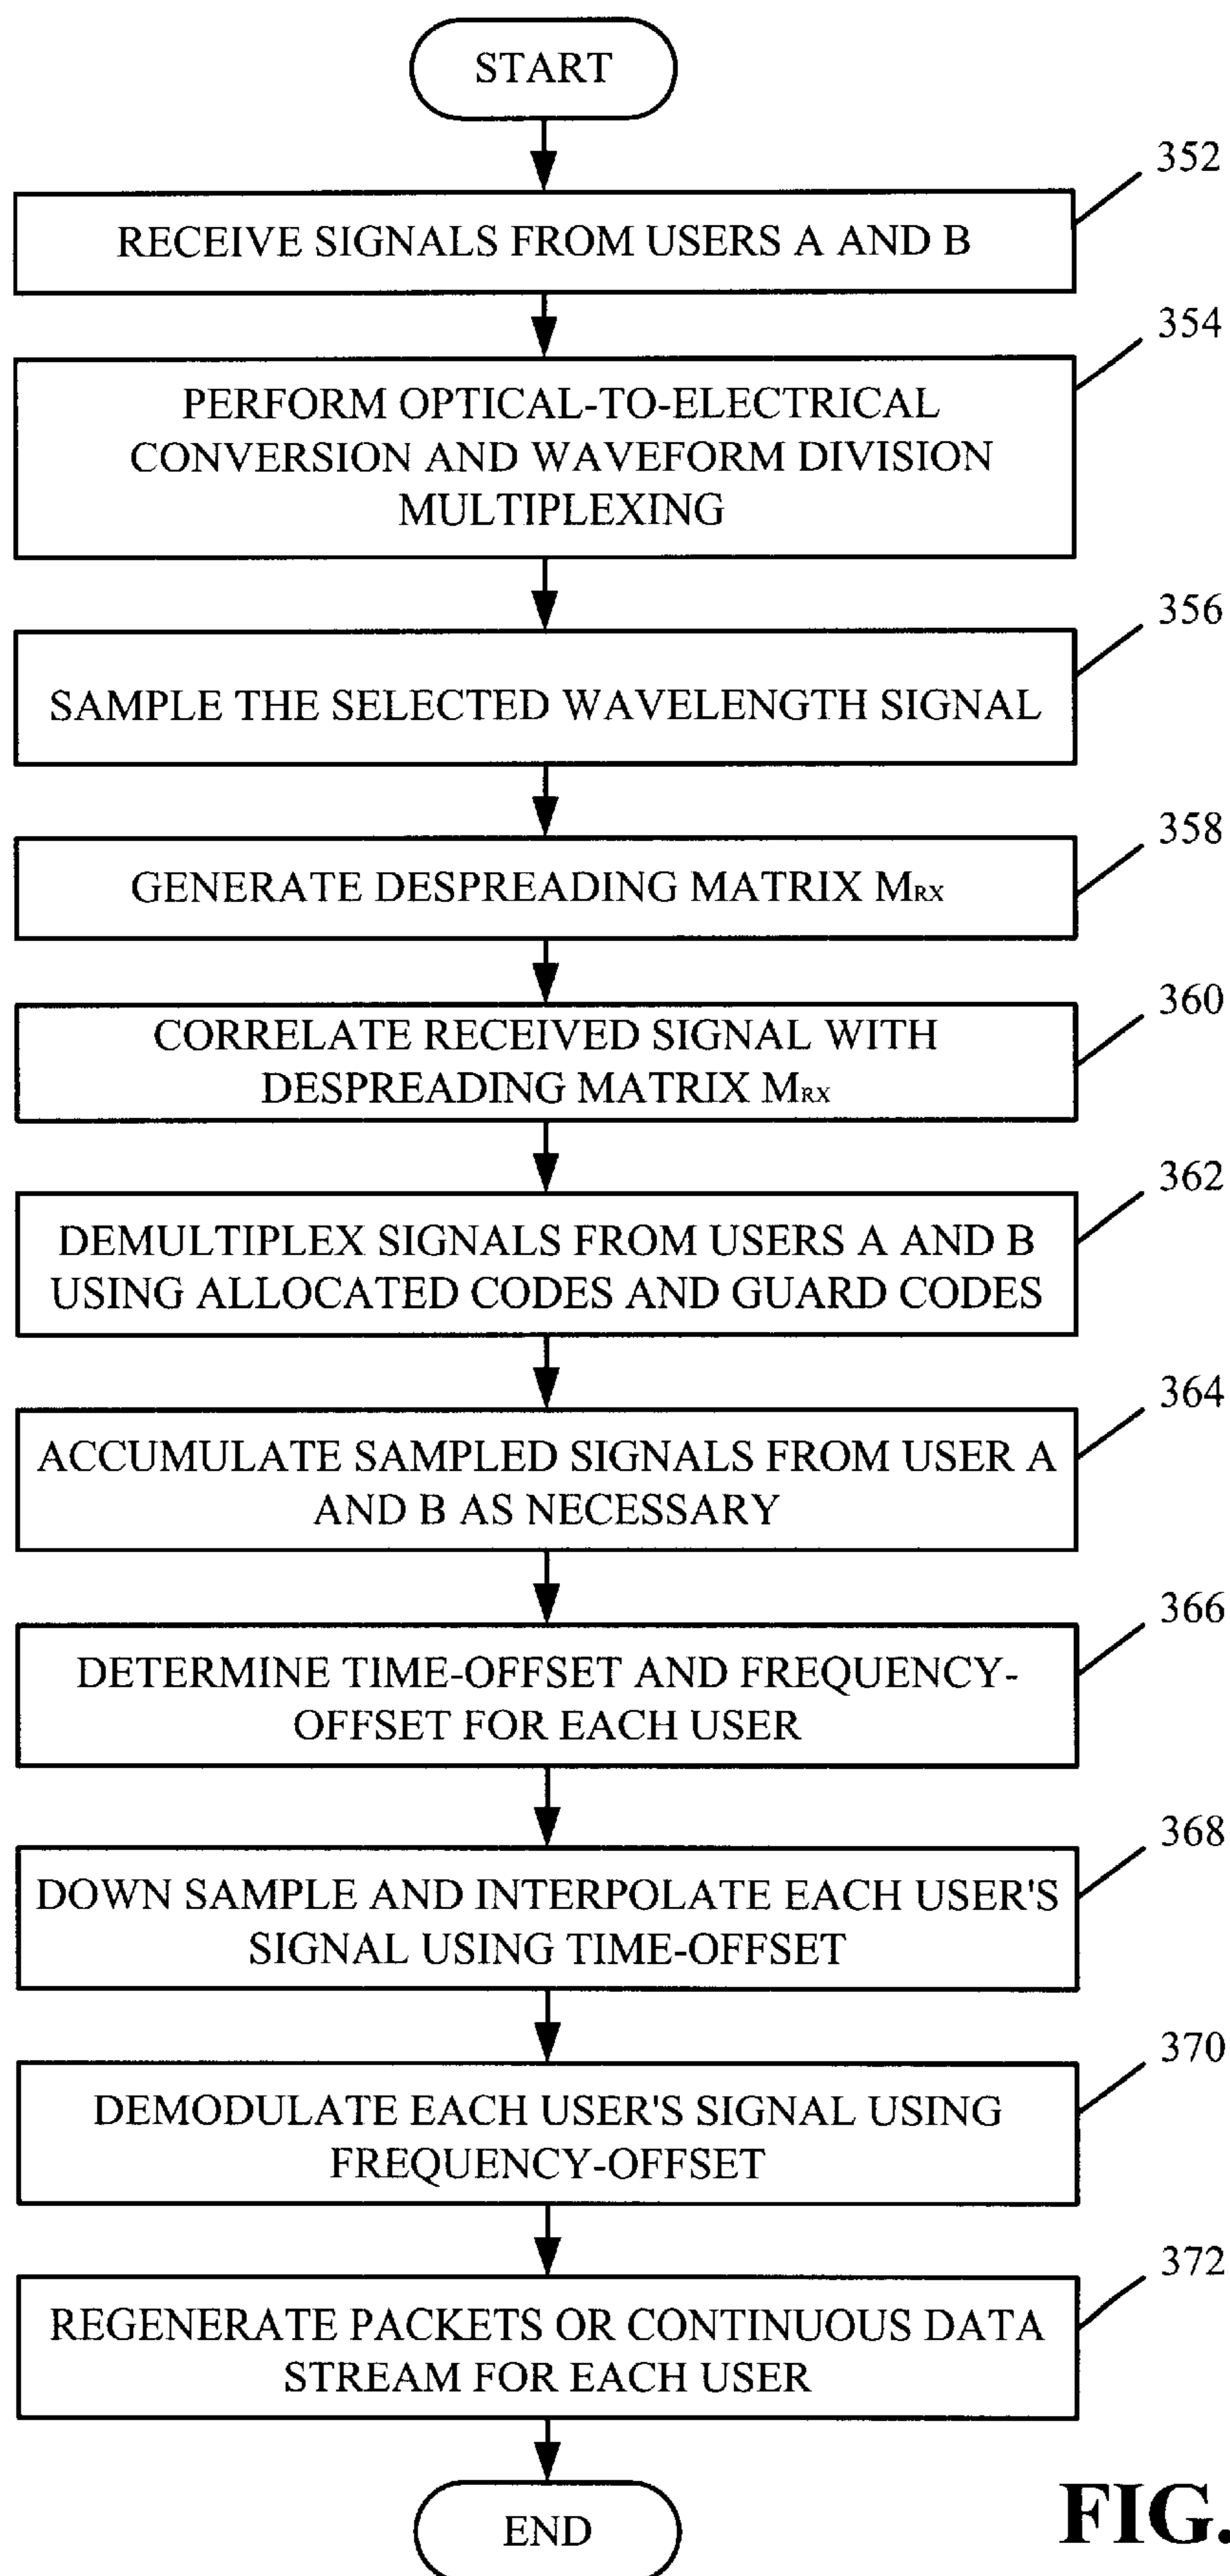 START
352
RECEIVE SIGNALS FROM USERS A AND B
354
PERFORM OPTICAL-TO-ELECTRICAL
CONVERSION AND WAVEFORM DIVISION
MULTIPLEXING
356
SAMPLE THE SELECTED WAVELENGTH SIGNAL
358
GENERATE DESPREADING MATRIX MRX
360
CORRELATE RECEIVED SIGNAL WITH
DESPREADING MATRIX MRX
362
DEMULTIPLEX SIGNALS FROM USERS A AND B
USING ALLOCATED CODES AND GUARD CODES
364
ACCUMULATE SAMPLED SIGNALS FROM USER A
AND B AS NECESSARY
366
DETERMINE TIME-OFFSET AND FREQUENCY-
OFFSET FOR EACH USER
368
DOWN SAMPLE AND INTERPOLATE EACH USER'S
SIGNAL USING TIME-OFFSET
370
DEMODULATE EACH USER'S SIGNAL USING
FREQUENCY-OFFSET
372
REGENERATE PACKETS OR CONTINUOUS DATA
STREAM FOR EACH USER
END
FIG.